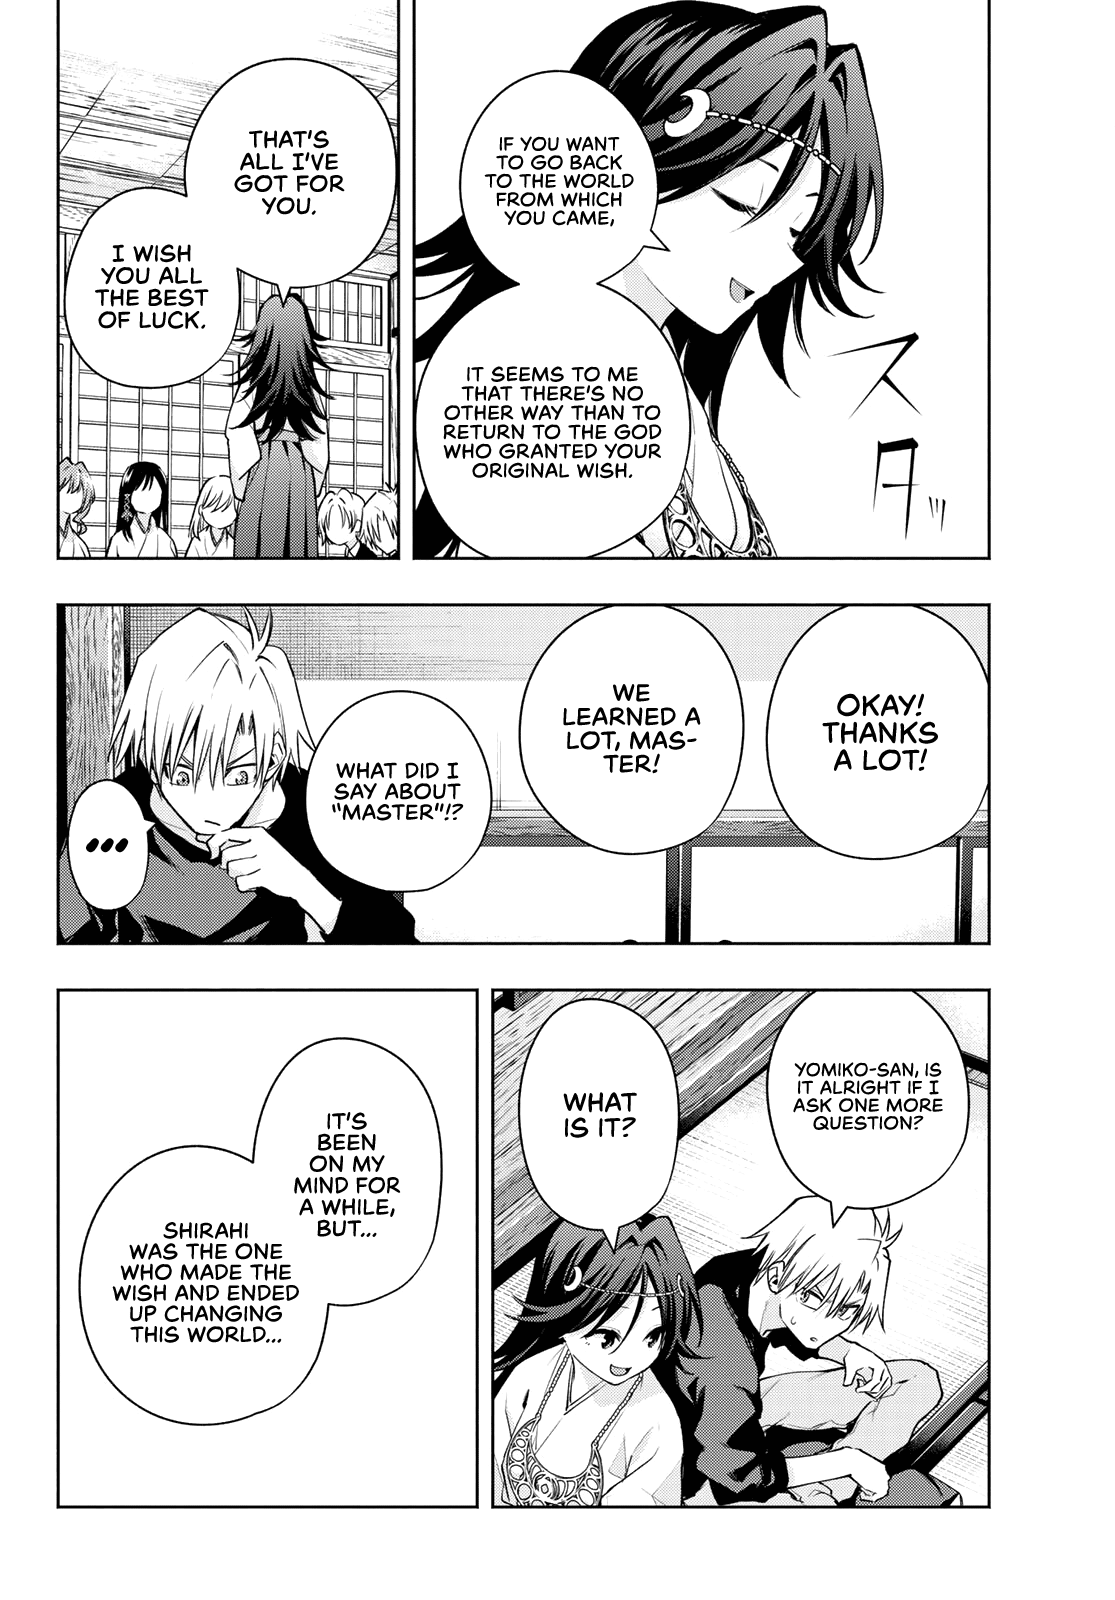 IF YOU WANT
TO GO BACK
TO THE WORLD
FROM WHICH
YOU CAME,
IT SEEMS TO ME
THAT THERE'S NO
OTHER WAY THAN TO
RETURN TO THE GOD
WHO GRANTED YOUR
ORIGINAL WISH.
スタッ
THAT'S
ALL I'VE
GOT FOR
YOU.
I WISH
YOU ALL
THE BEST
OF LUCK.
OKAY!
THANKS
A LOT!
WE
LEARNED A
LOT, MAS-
TER!
WHAT DID I
SAY ABOUT
"MASTER"!?
...
YOMIKO-SAN, IS
IT ALRIGHT IF I
ASK ONE MORE
QUESTION?
WHAT
IS IT?
IT'S
BEEN
ON MY
MIND FOR
A WHILE,
BUT...
SHIRAHI
WAS THE ONE
WHO MADE THE
WISH AND ENDED
UP CHANGING
THIS WORLD...